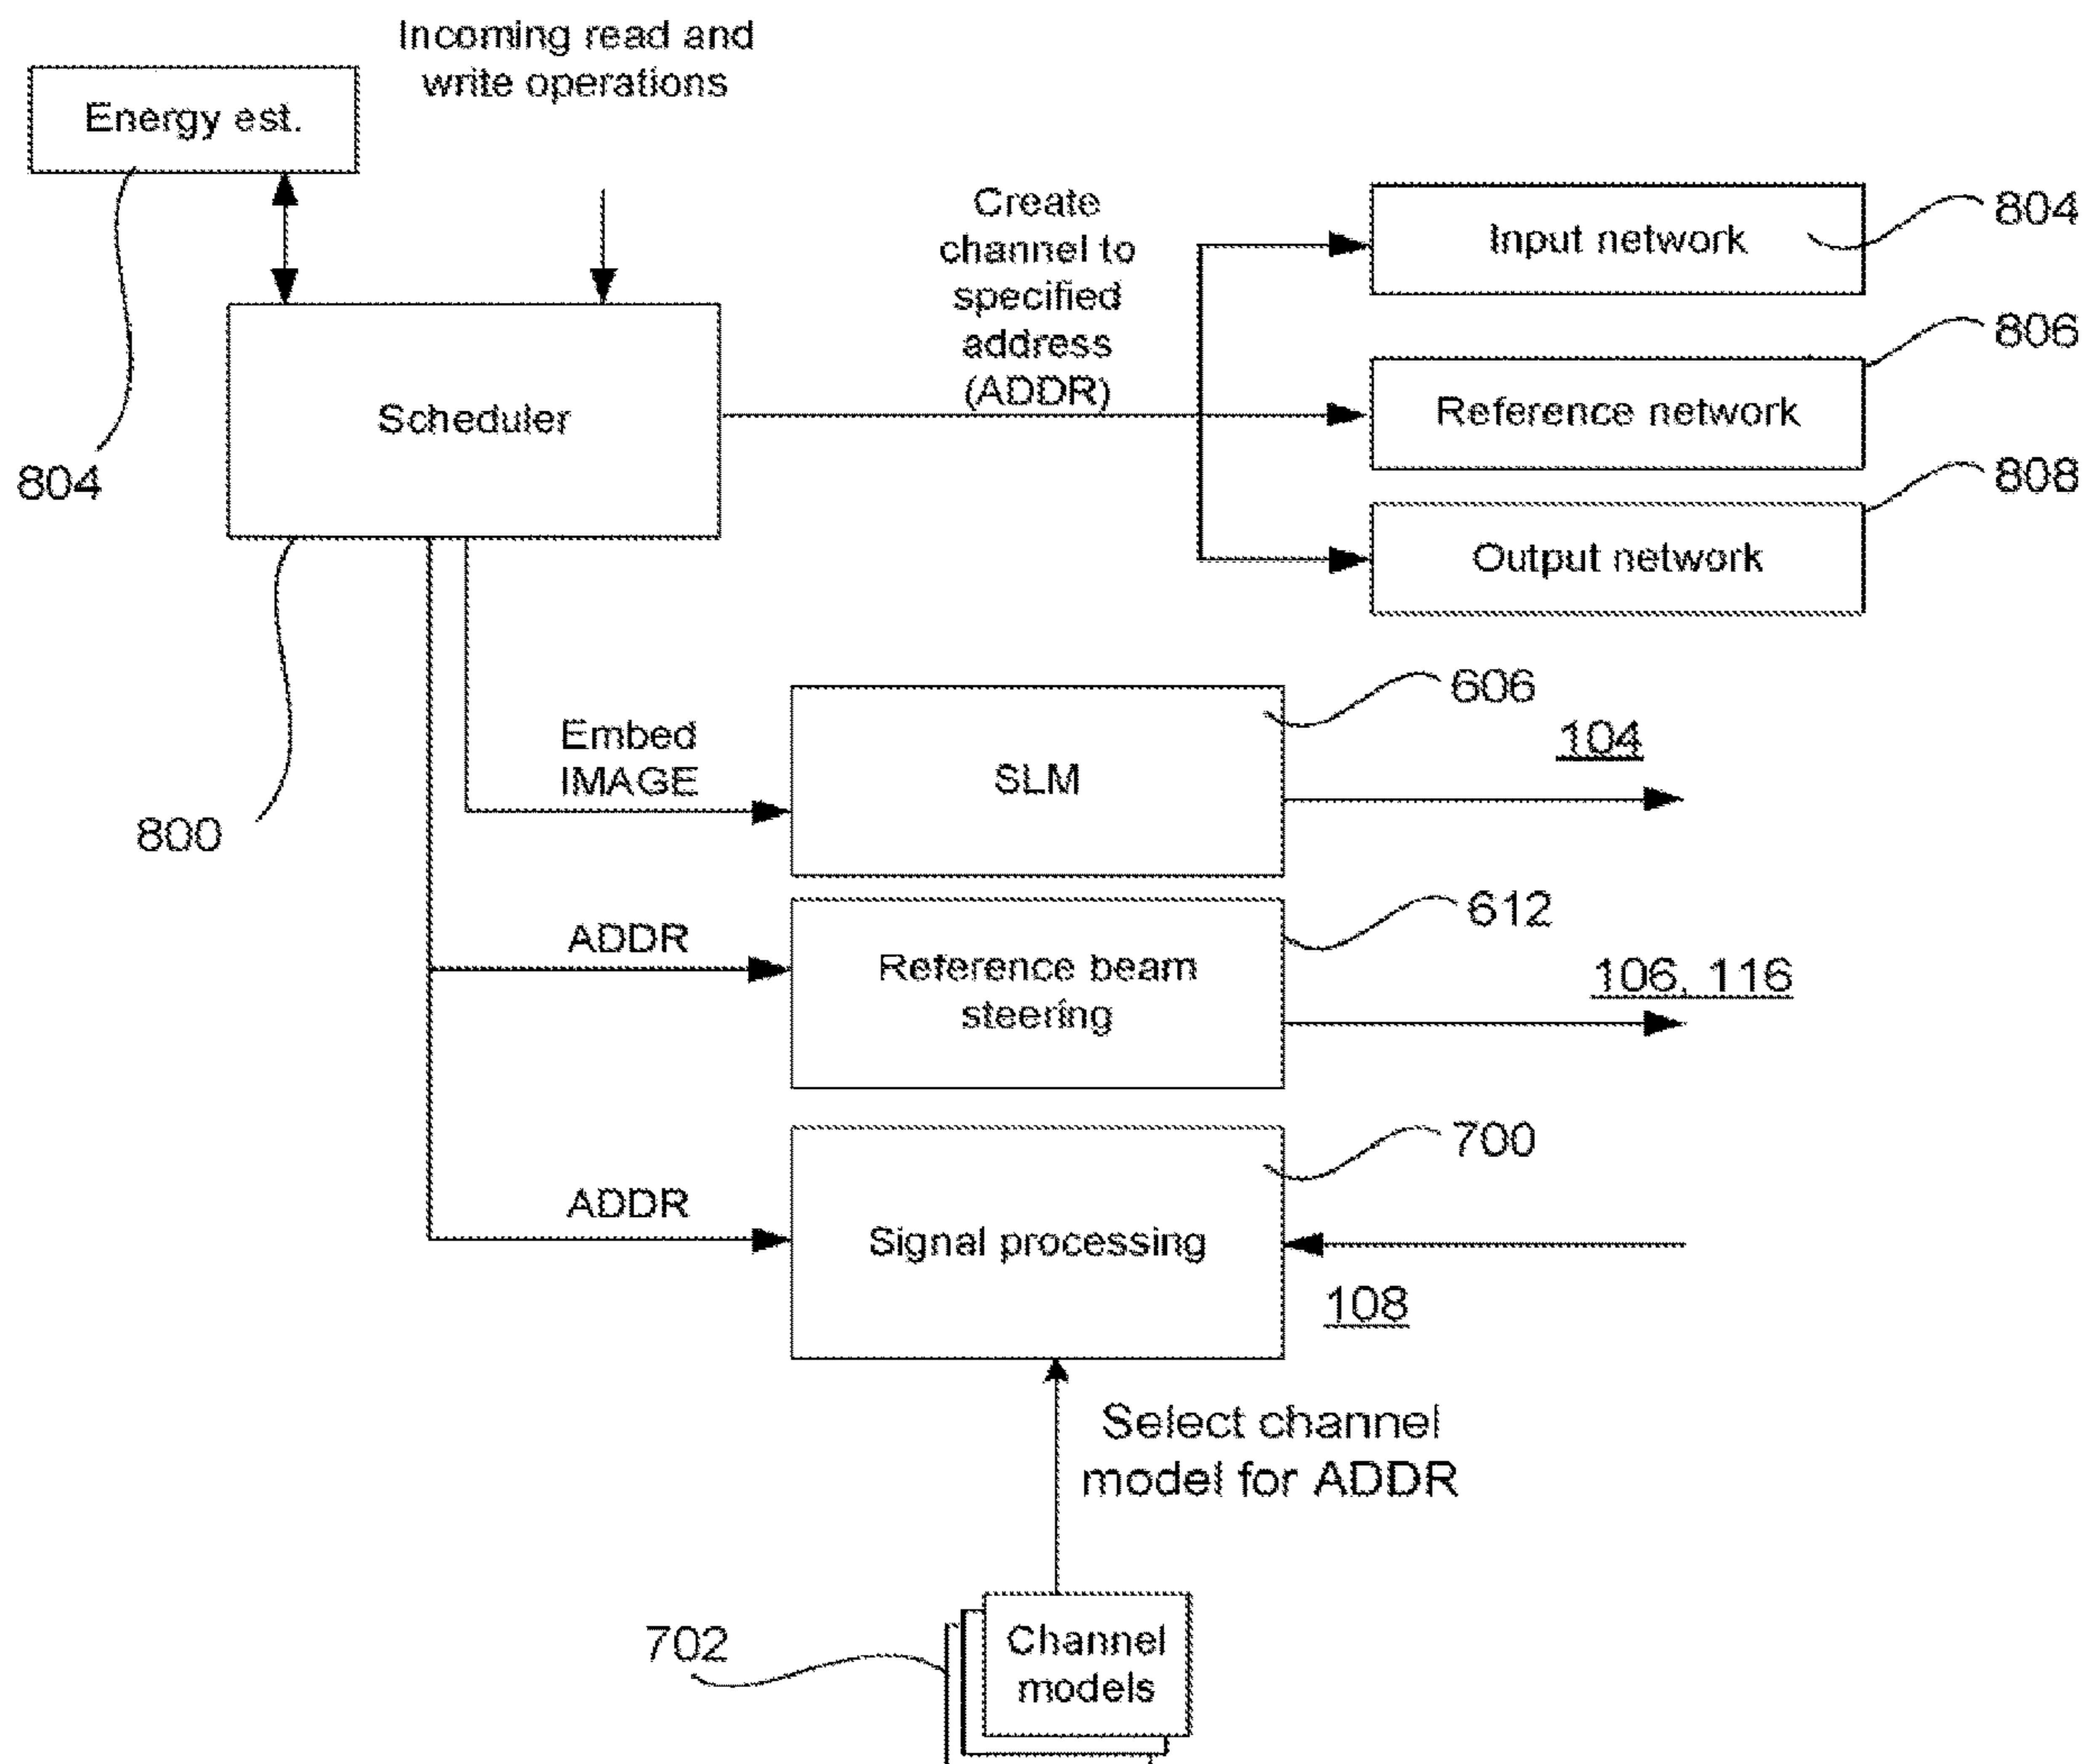 Incoming read and
write operations
Energy est.
804
Scheduler
800
Create
channel to
specified
address
(ADDR)
Input network
804
Reference network
806
Output network
808
Embed
IMAGE
SLM
606
104
ADDR
Reference beam
steering
612
106, 116
ADDR
Signal processing
700
108
Select channel
model for ADDR
Channel
models
702